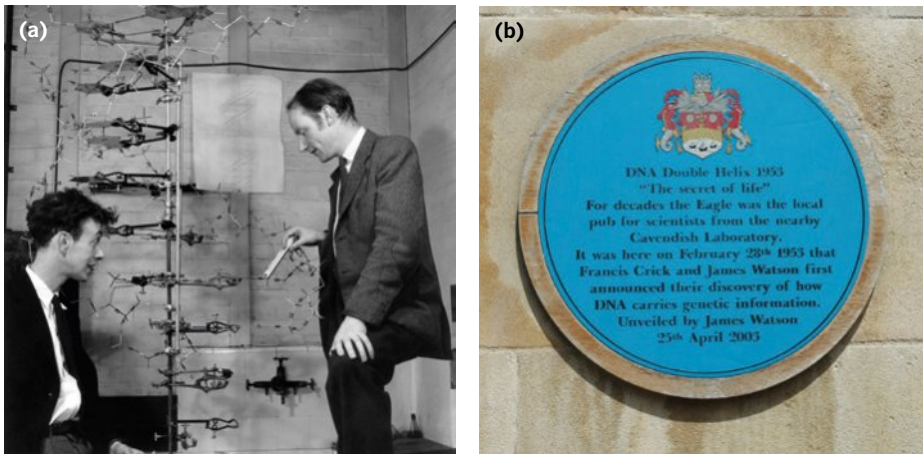 (a)
(b)
DNA Double Helix 1953
“The secret of life”
For decades the Eagle was the local
pub for scientists from the nearby
Cavendish Laboratory.
It was here on February 28th 1953 that
Francis Crick and James Watson first
announced their discovery of how
DNA carries genetic information.
Unveiled by James Watson
25th April 2003